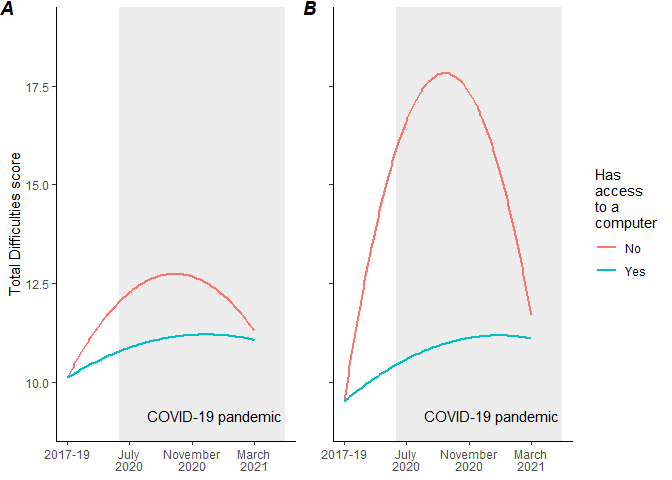 A
B
Total Difficulties score
17.5
15.0
12.5
10.0
COVID-19 pandemic
COVID-19 pandemic
2017-19
July
2020
November
2020
March
2021
2017-19
July
2020
November
2020
March
2021
Has
access
to a
computer
No
Yes